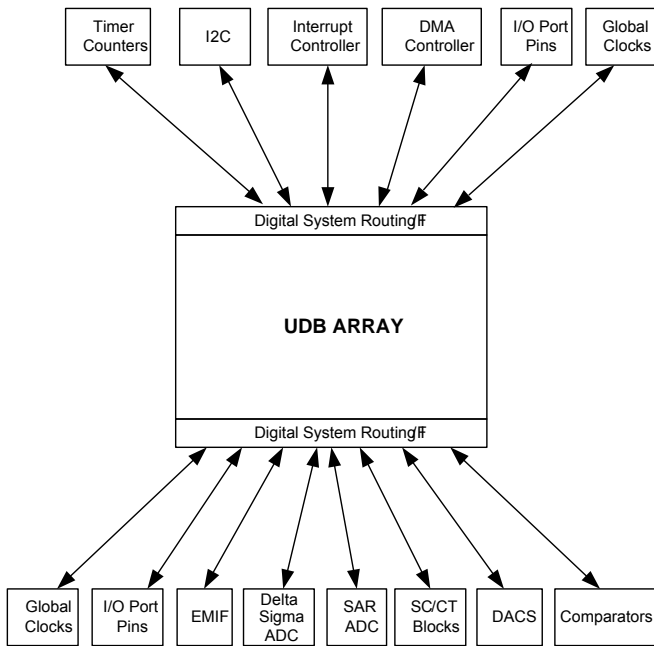 Timer
Counters
I2C
Interrupt
Controller
DMA
Controller
I/O Port
Pins
Global
Clocks
Digital System Routing I/F
UDB ARRAY
Digital System Routing I/F
Global
Clocks
I/O Port
Pins
EMIF
Delta
Sigma
ADC
SAR
ADC
SC/CT
Blocks
DACS
Comparators